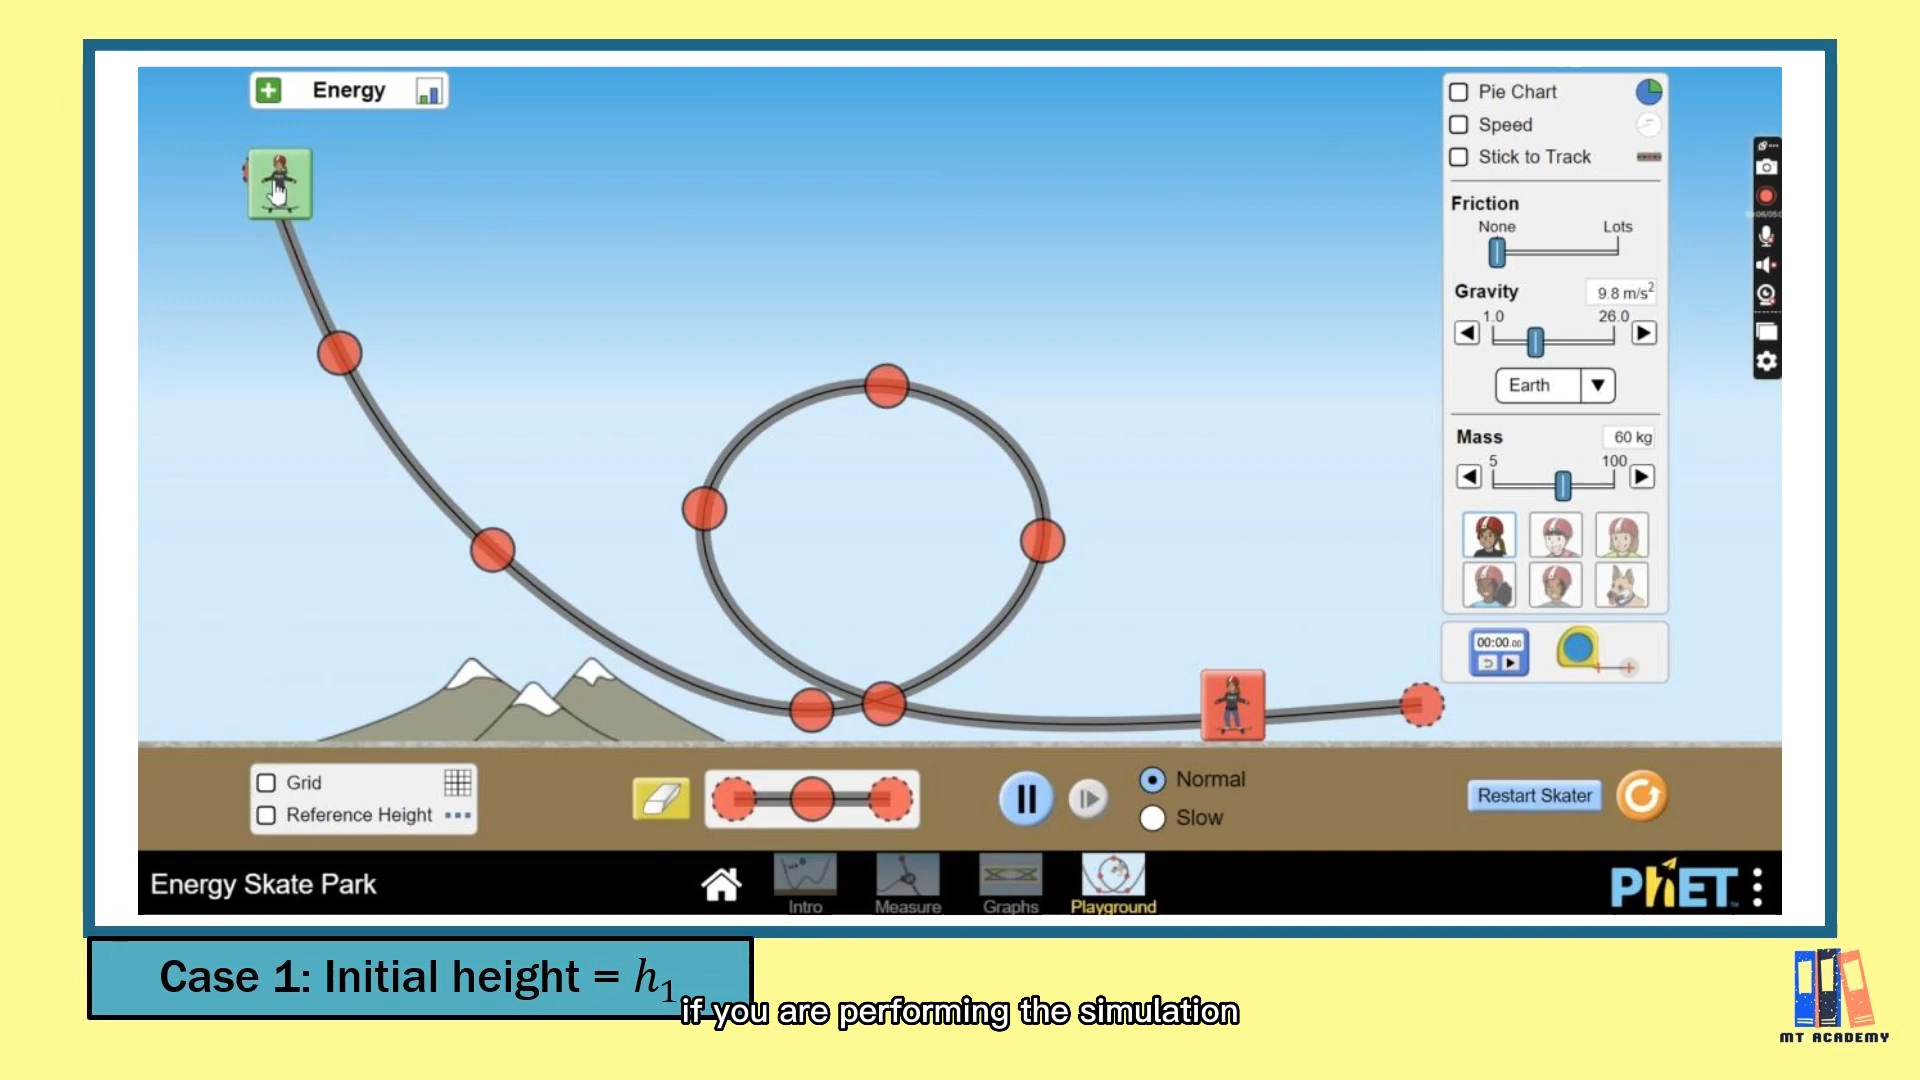 Energy
Pie Chart
Speed
Stick to Track
Friction
None Lots
Gravity 9.8 m/s²
1.0 26.0
Earth
Mass 60 kg
5 100
00:00.00
Grid
Reference Height
Normal
Slow
Restart Skater
Energy Skate Park
Intro
Measure
Graphs
Playground
PhET
Case 1: Initial height = h₁
if you are performing the simulation
MT ACADEMY